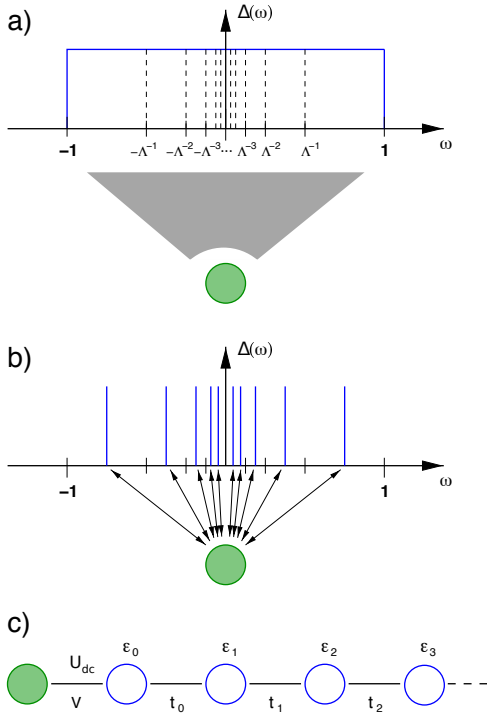 a)
Δ(ω)
−1 −Λ⁻¹ −Λ⁻² −Λ⁻³ ... Λ⁻³ Λ⁻² Λ⁻¹ 1 ω
b)
Δ(ω)
−1 1 ω
c)
U_dc ε_0 ε_1 ε_2 ε_3
V t_0 t_1 t_2